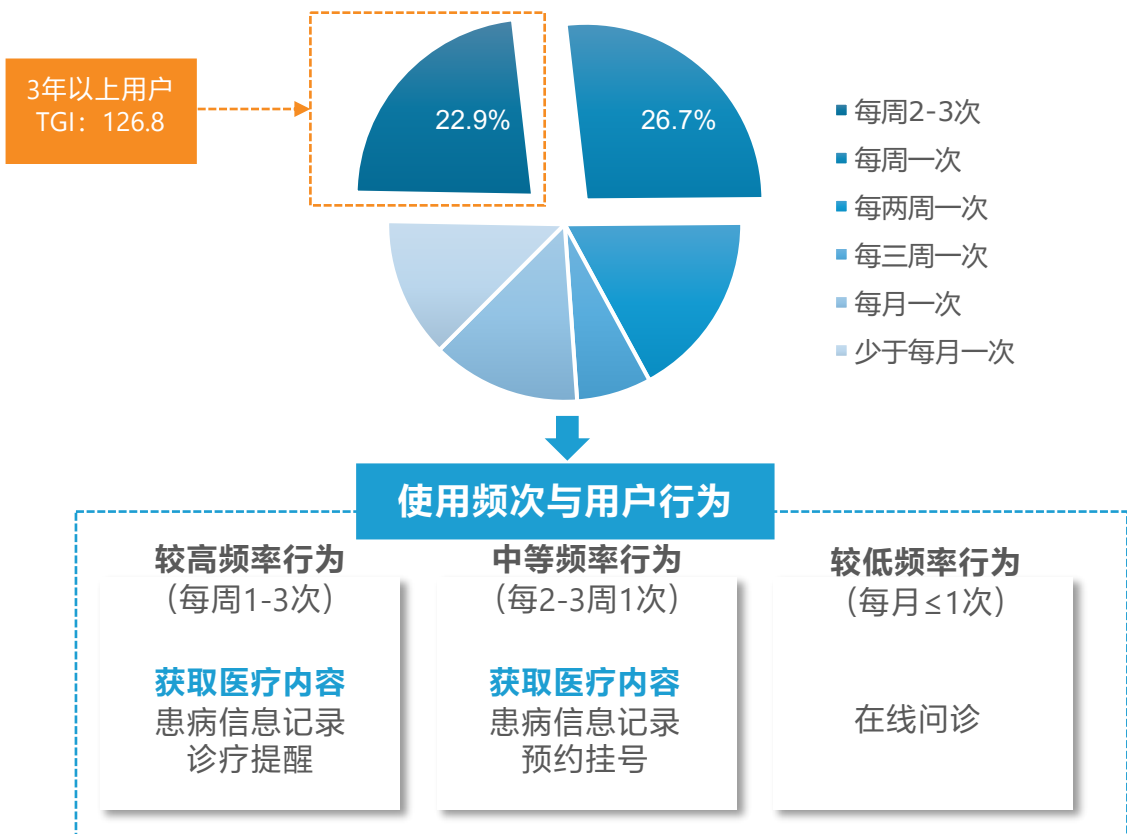 3年以上用户
TGI：126.8
22.9%
26.7%
每周2-3次
每周一次
每两周一次
每三周一次
每月一次
少于每月一次
使用频次与用户行为
较高频率行为
（每周1-3次）
获取医疗内容
患病信息记录
诊疗提醒
中等频率行为
（每2-3周1次）
获取医疗内容
患病信息记录
预约挂号
较低频率行为
（每月≤1次）
在线问诊